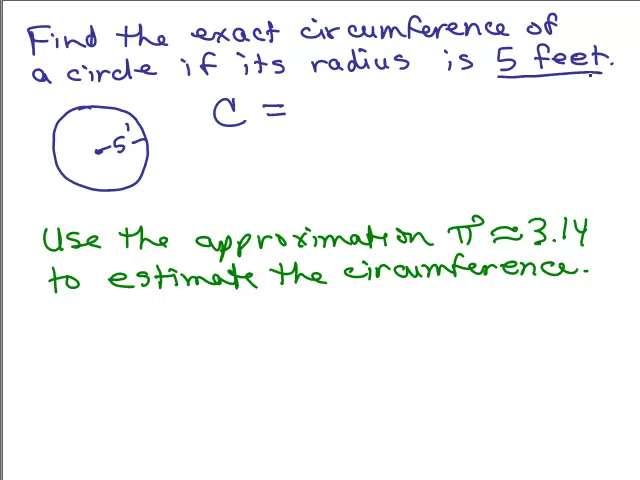 Find the exact circumference of
a circle if its radius is 5 feet.
C =
5'
Use the approximation π ≈ 3.14
to estimate the circumference.